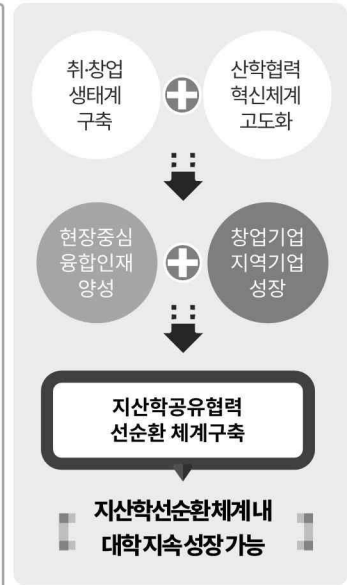 취·창업
생태계
구축
산학협력
혁신체계
고도화
현장중심
융합인재
양성
창업기업
지역기업
성장
지산학공유협력
선순환 체계구축
지산학선순환체계 내
대학 지속 성장 가능